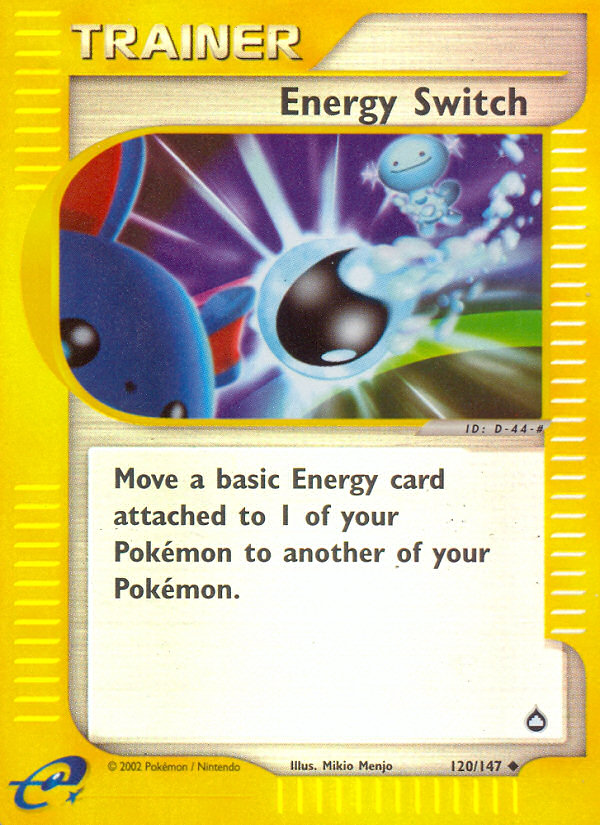 TRAINER
Energy Switch
ID: D-44-#
Move a basic Energy card
attached to 1 of your
Pokémon to another of your
Pokémon.
© 2002 Pokémon / Nintendo
Illus. Mikio Menjo
120/147